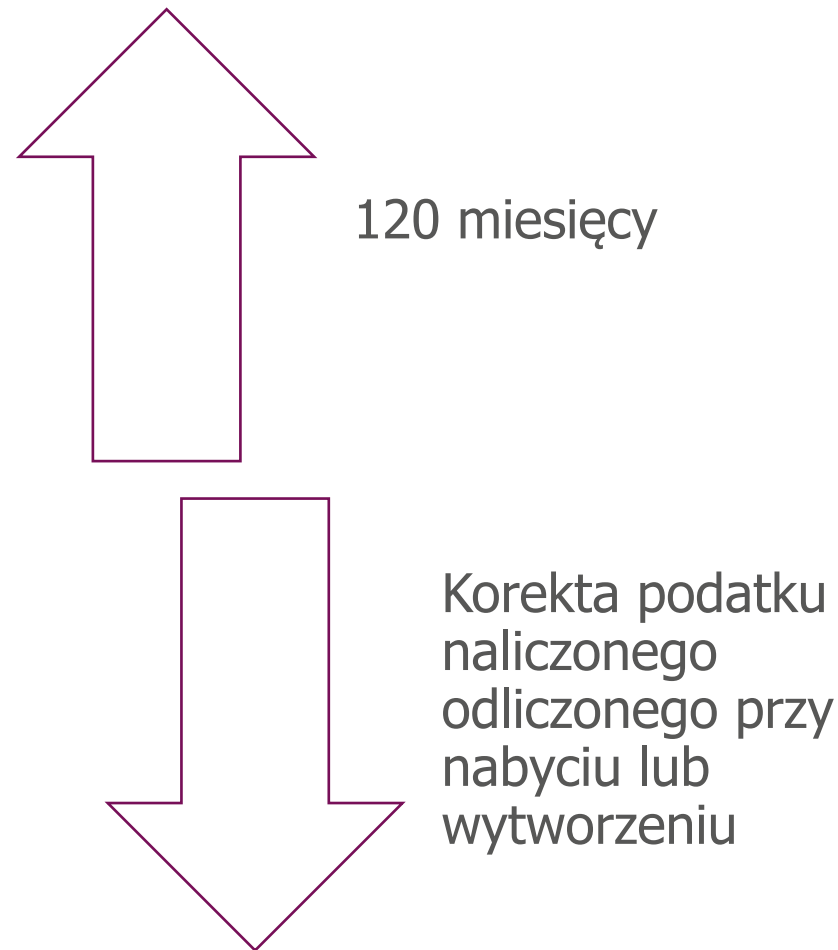 120 miesięcy
Korekta podatku
naliczonego
odliczonego przy
nabyciu lub
wytworzeniu